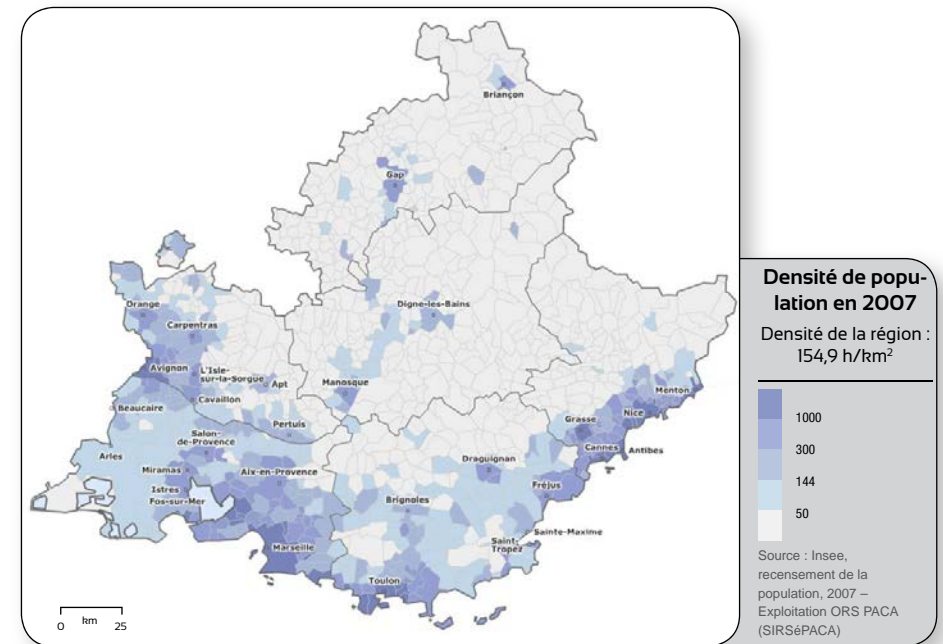 Briançon
Gap
Orange
Carpentras
Digne-les-Bains
Avignon
L'Isle-
sur-la-Sorgue
Apt
Manosque
Menton
Cavaillon
Beaucaire
Pertuis
Grasse
Nice
Salon-
de-Provence
Cannes
Antibes
Arles
Miramas
Aix-en-Provence
Draguignan
Istres
Fréjus
Fos-sur-Mer
Brignoles
Sainte-Maxime
Saint-
Tropez
Marseille
Toulon
0 km 25
Densité de popu-
lation en 2007
Densité de la région :
154,9 h/km²
1000
300
144
50
Source : Insee,
recensement de la
population, 2007 –
Exploitation ORS PACA
(SIRSéPACA)